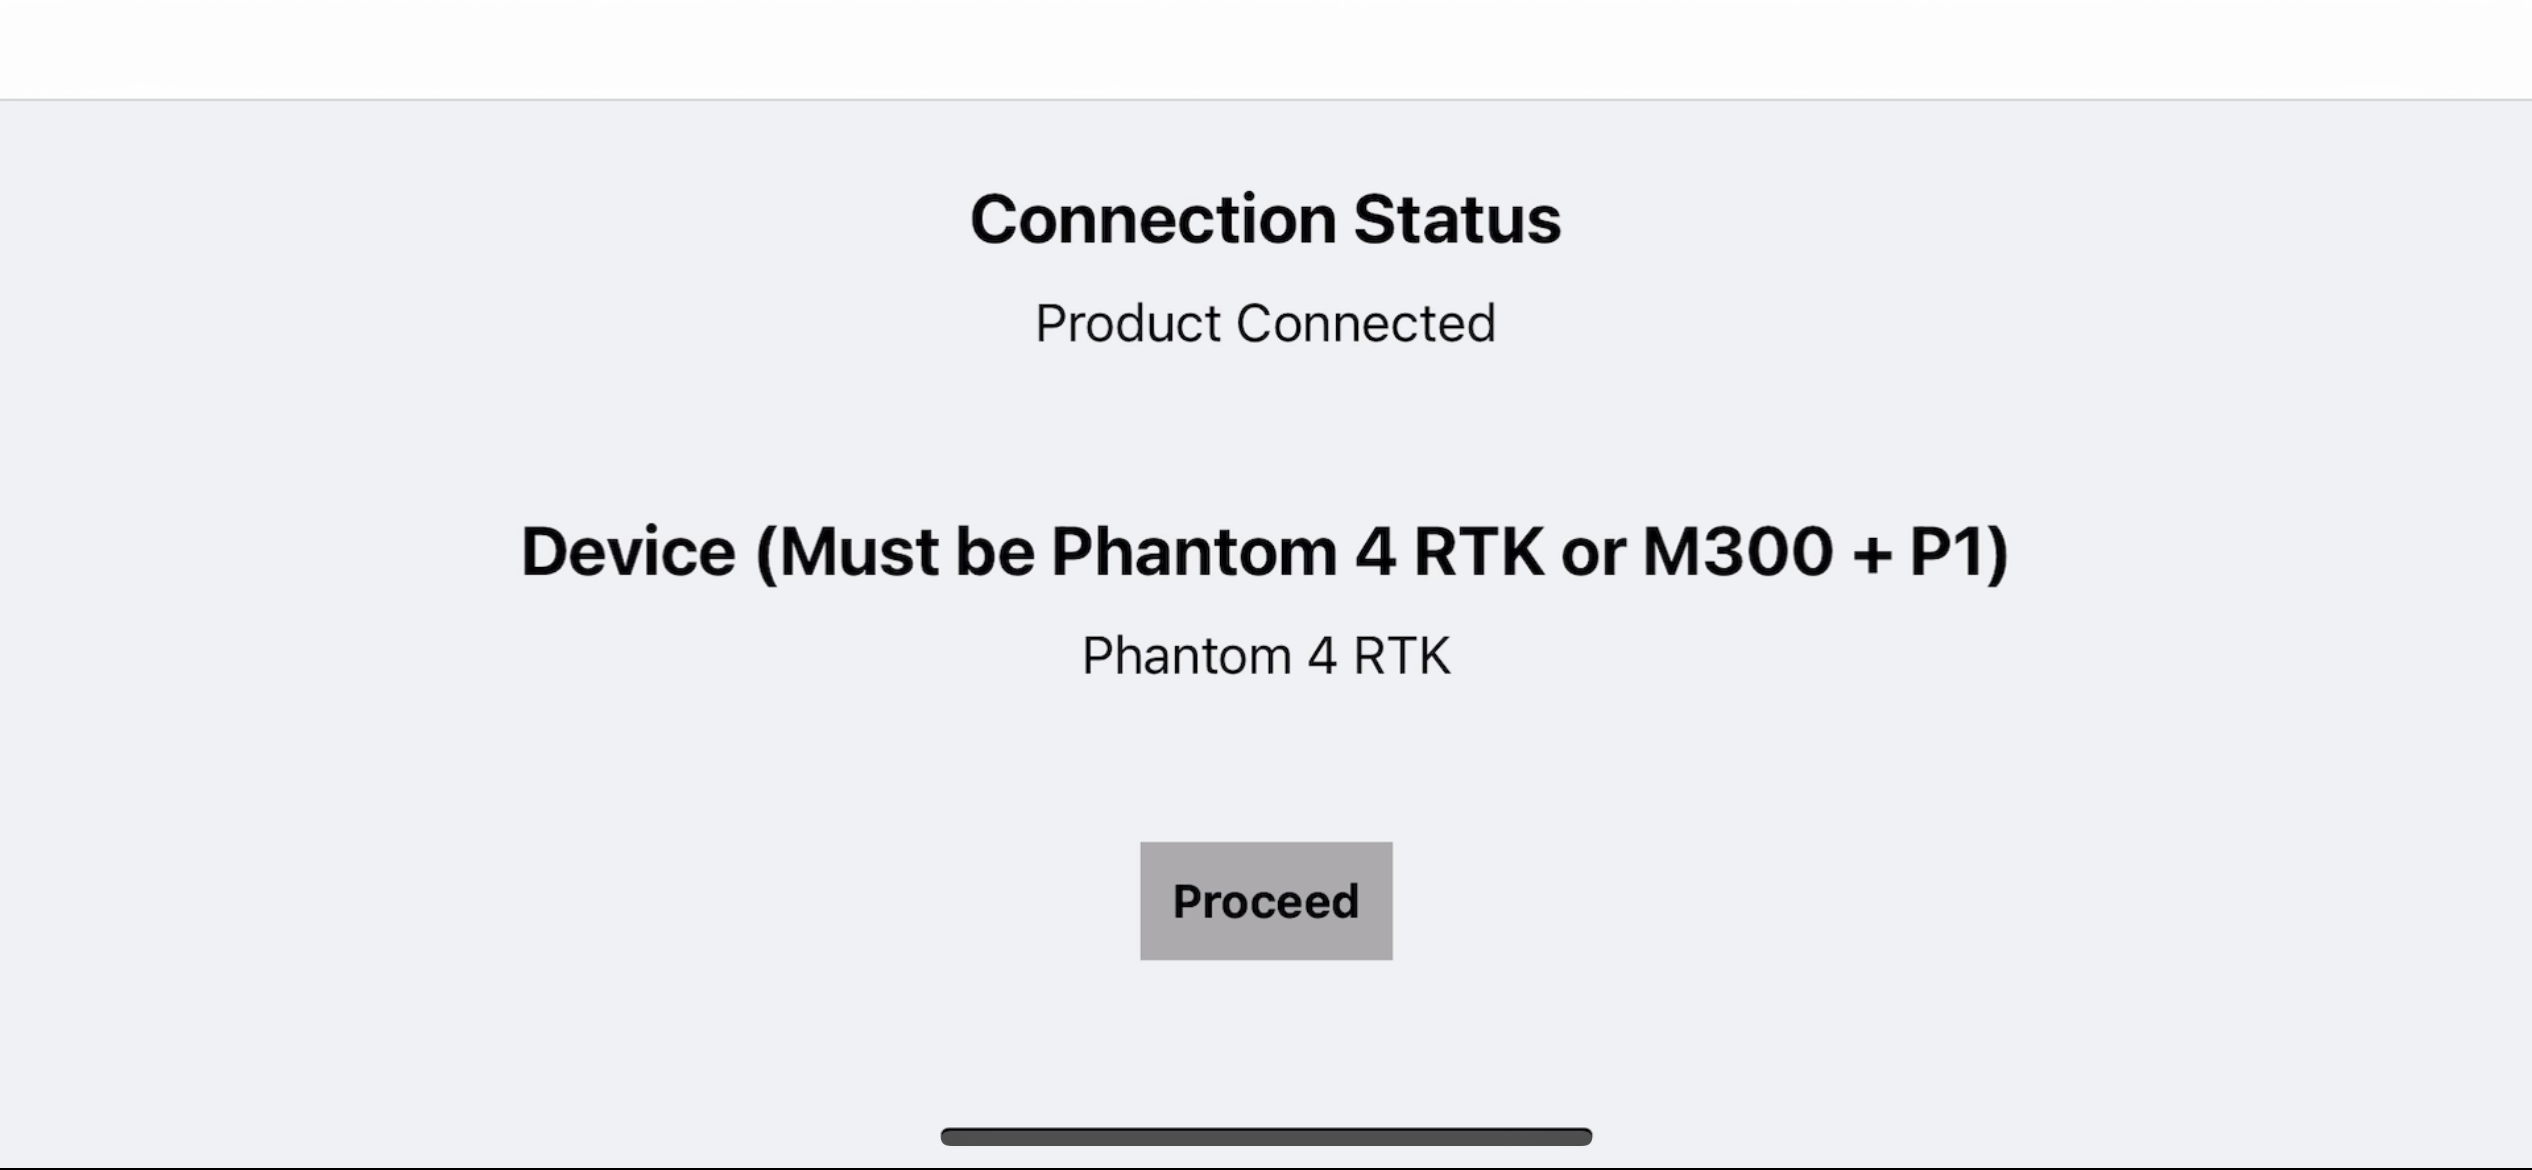 Connection Status
Product Connected
Device (Must be Phantom 4 RTK or M300 + P1)
Phantom 4 RTK
Proceed